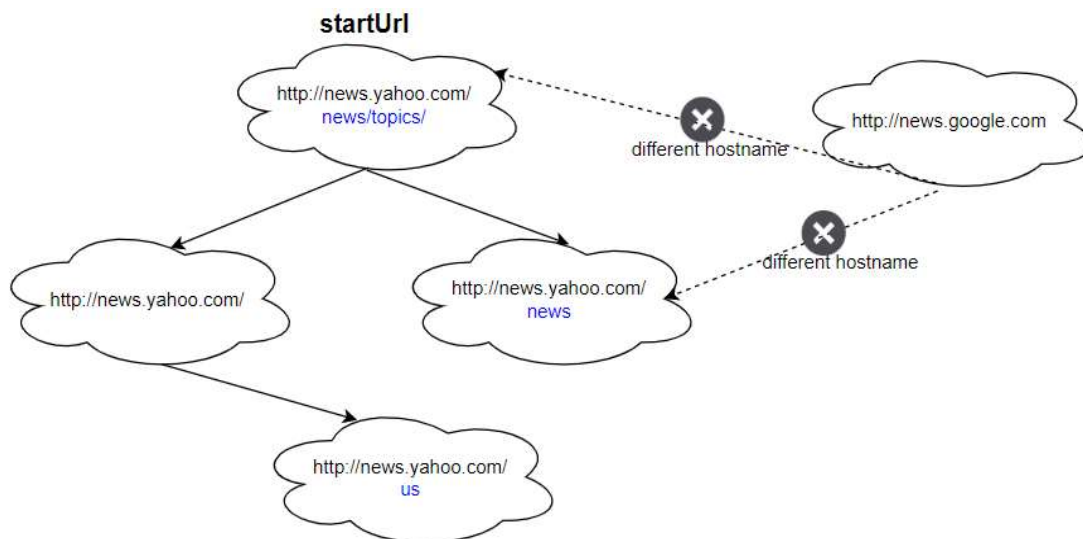 startUrl
http://news.yahoo.com/
news/topics/
http://news.google.com
different hostname
different hostname
http://news.yahoo.com/
http://news.yahoo.com/
news
http://news.yahoo.com/
us